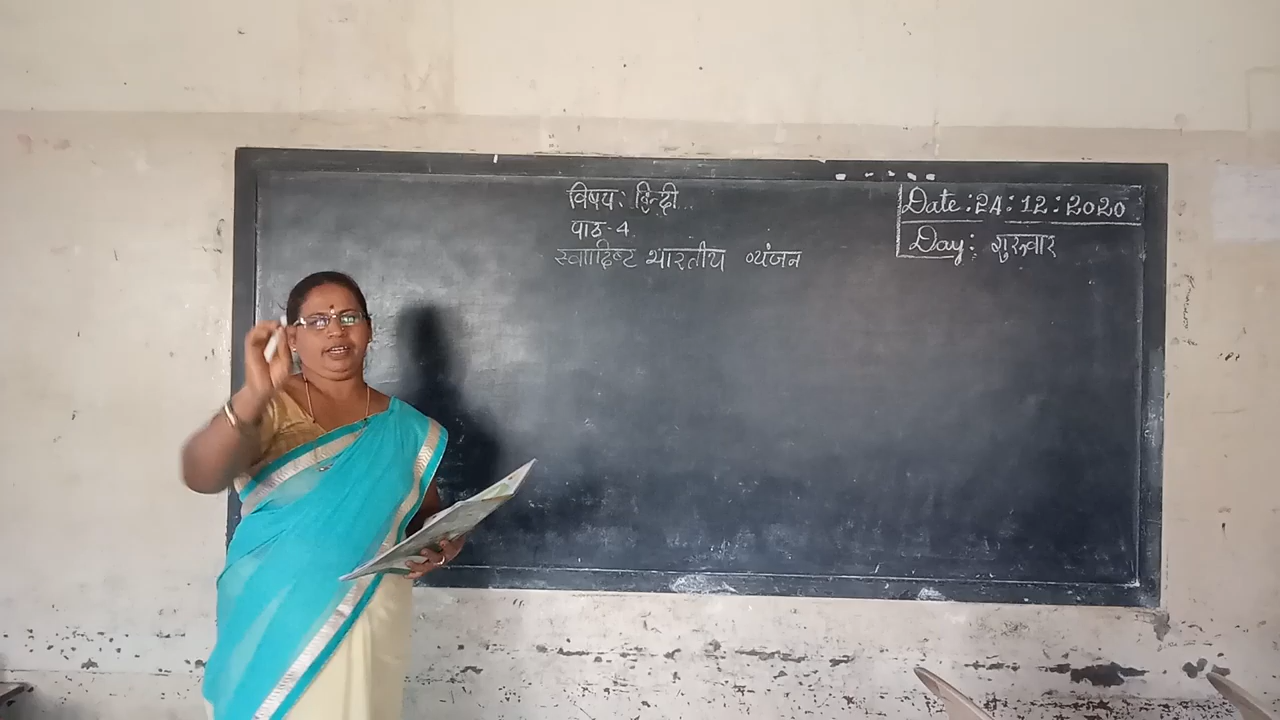 विषय: हिन्दी...
पाठ-4.
स्वादिष्ट भारतीय व्यंजन
Date:24:12:2020
Day: गुरुवार